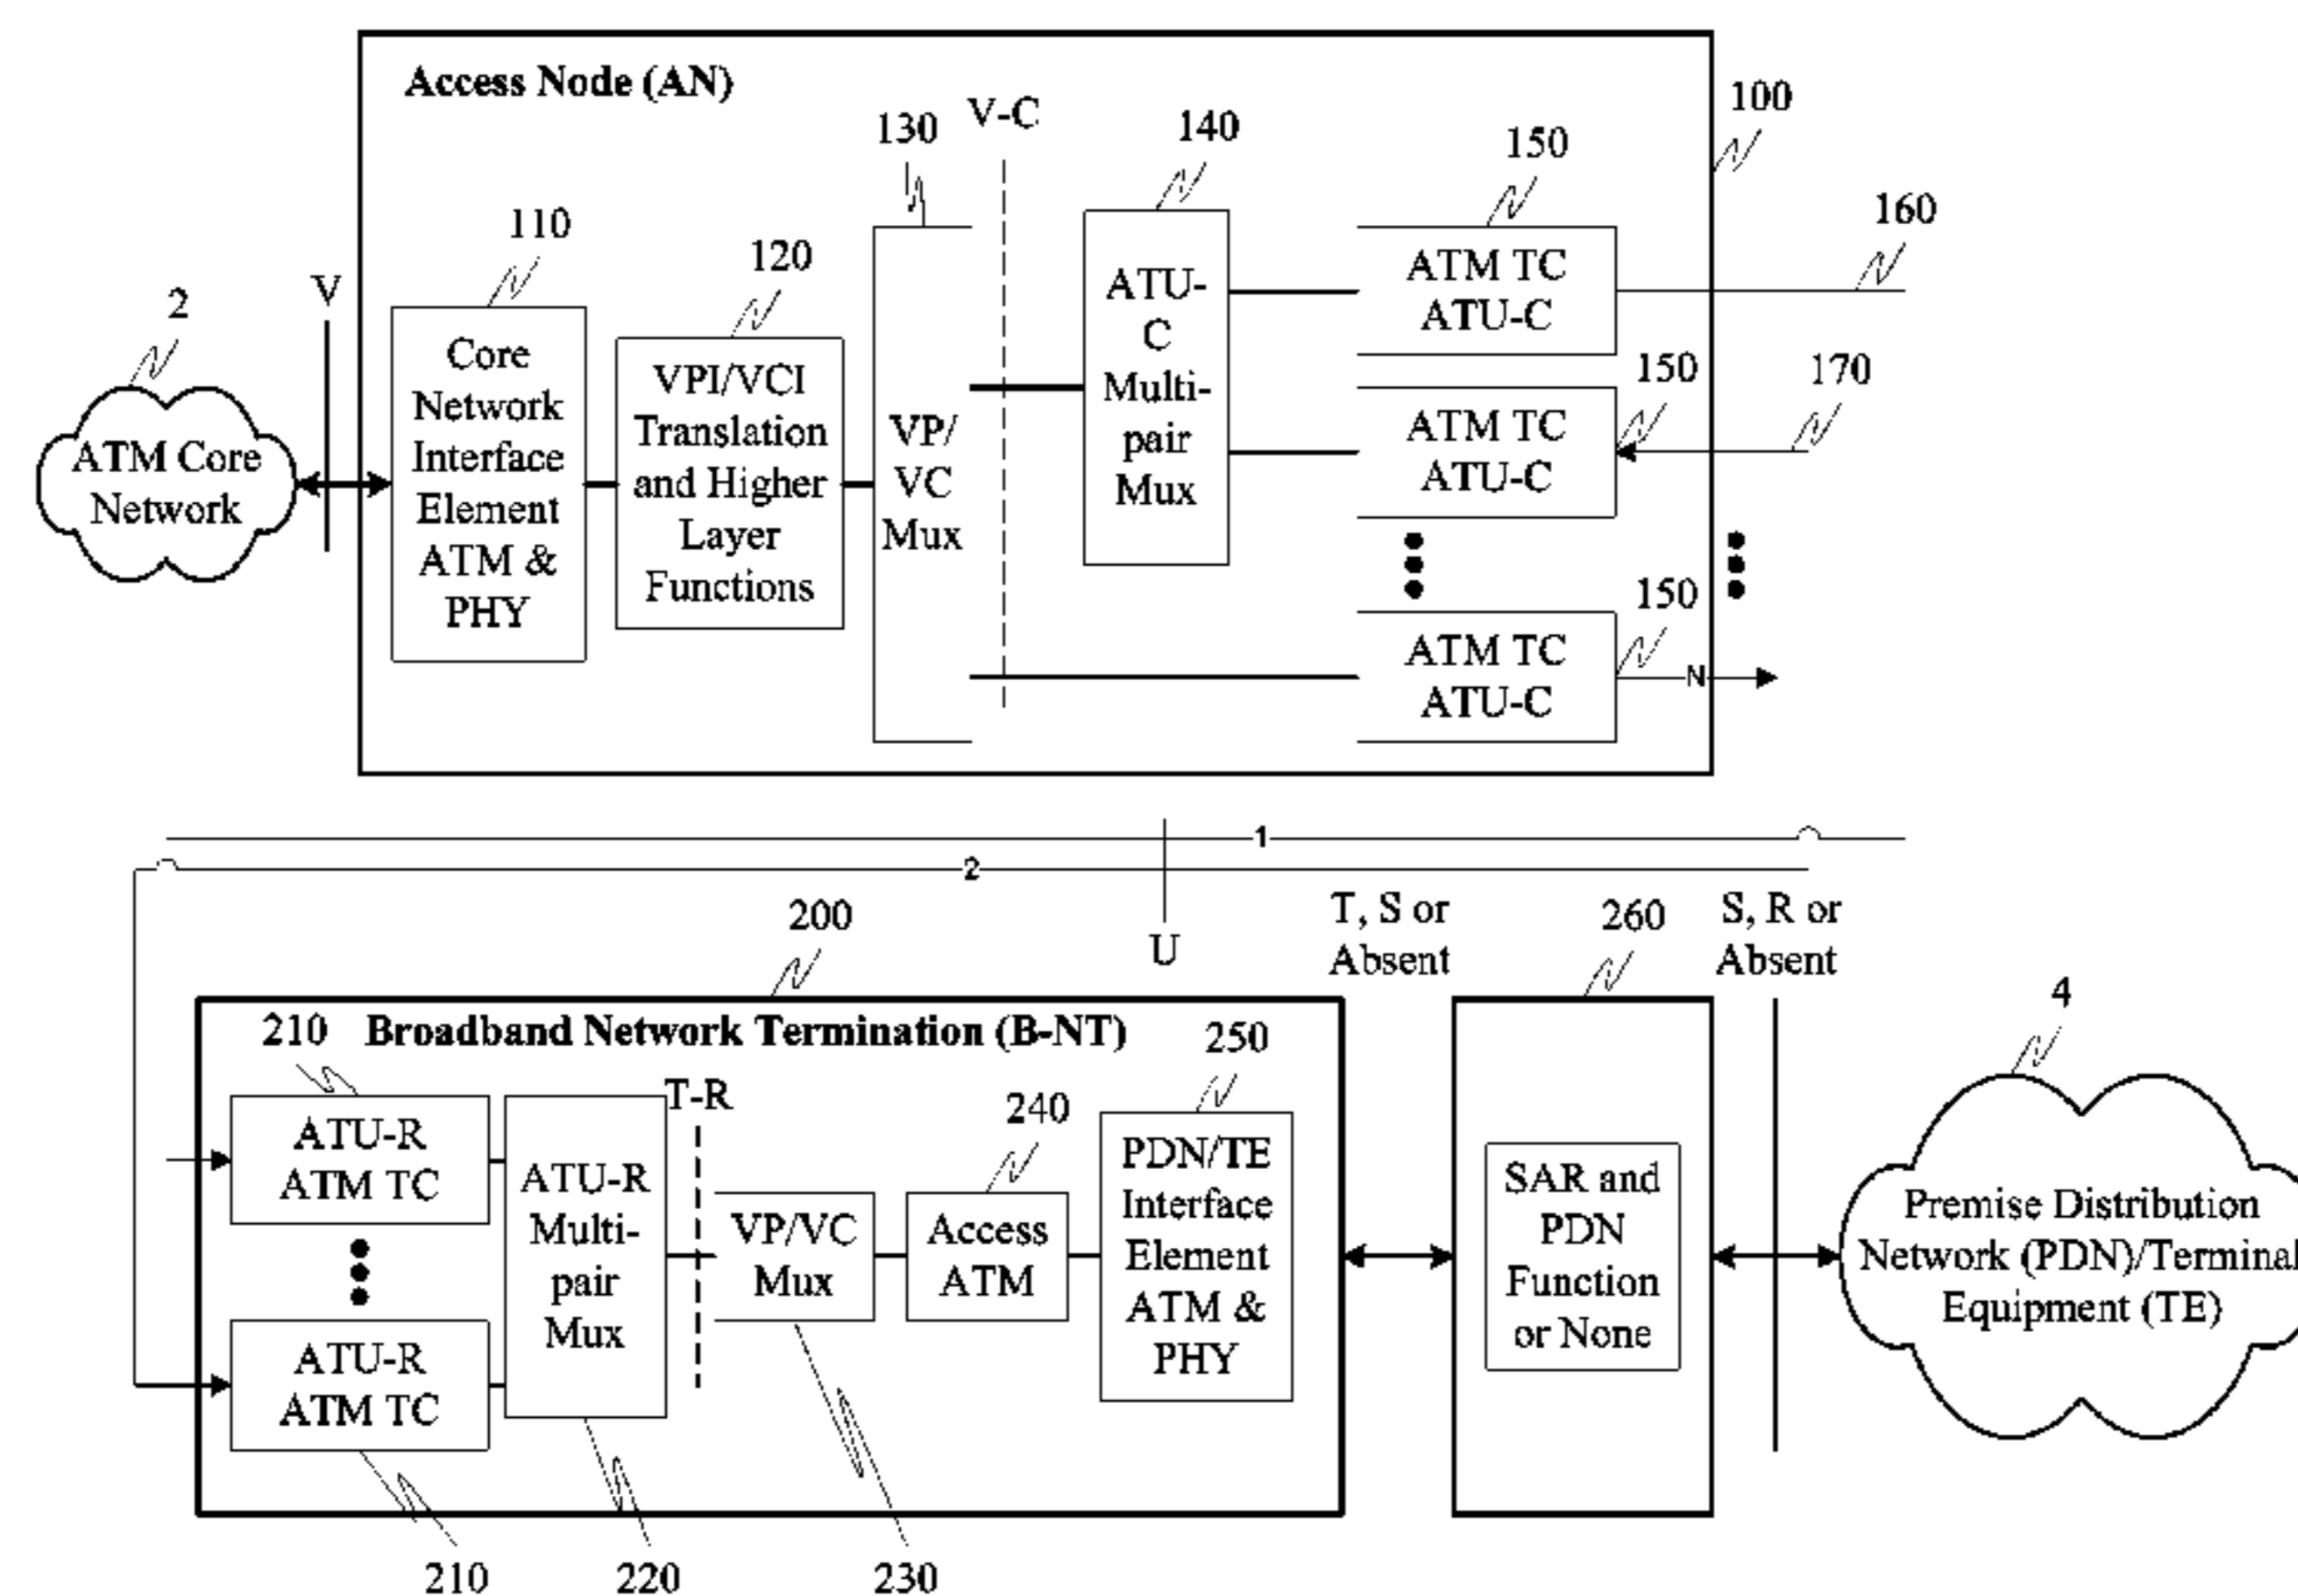 Access Node (AN)
100
V-C
130
140
150
160
110
120
V
2
ATM Core
Network
Core
Network
Interface
Element
ATM &
PHY
VPI/VCI
Translation
and Higher
Layer
Functions
VP/
VC
Mux
ATU-
C
Multi-
pair
Mux
ATM TC
ATU-C
150
170
ATM TC
ATU-C
150
ATM TC
ATU-C
N
1
2
U
200
T, S or
Absent
260
S, R or
Absent
4
Broadband Network Termination (B-NT)
210
250
T-R
240
ATU-R
ATM TC
ATU-R
Multi-
pair
Mux
VP/VC
Mux
Access
ATM
PDN/TE
Interface
Element
ATM &
PHY
SAR and
PDN
Function
or None
Premise Distribution
Network (PDN)/Terminal
Equipment (TE)
ATU-R
ATM TC
210
220
230